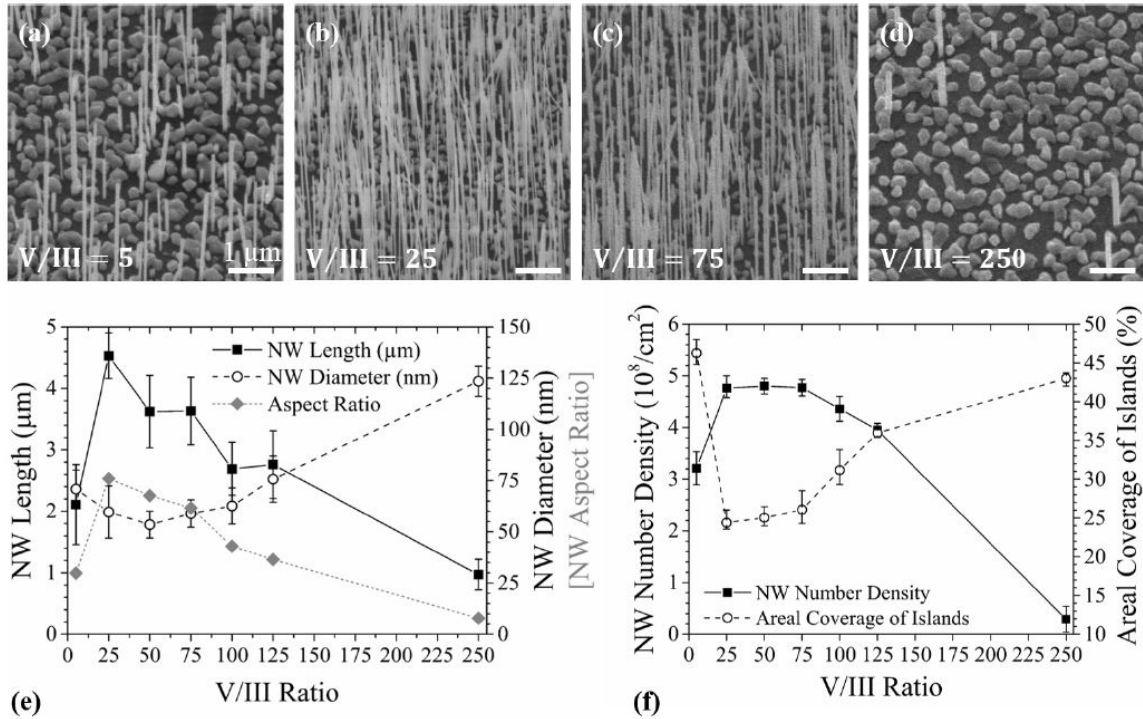 (a)
V/III = 5
1 μm
(b)
V/III = 25
(c)
V/III = 75
(d)
V/III = 250
5
4
3
2
1
0
NW Length (μm)
150
125
100
75
50
25
0
NW Diameter (nm)
[NW Aspect Ratio]
NW Length (μm)
NW Diameter (nm)
Aspect Ratio
0 25 50 75 100 125 150 175 200 225 250
V/III Ratio
(e)
6
5
4
3
2
1
0
NW Number Density (10⁸/cm²)
50
45
40
35
30
25
20
15
10
Areal Coverage of Islands (%)
NW Number Density
Areal Coverage of Islands
0 25 50 75 100 125 150 175 200 225 250
V/III Ratio
(f)